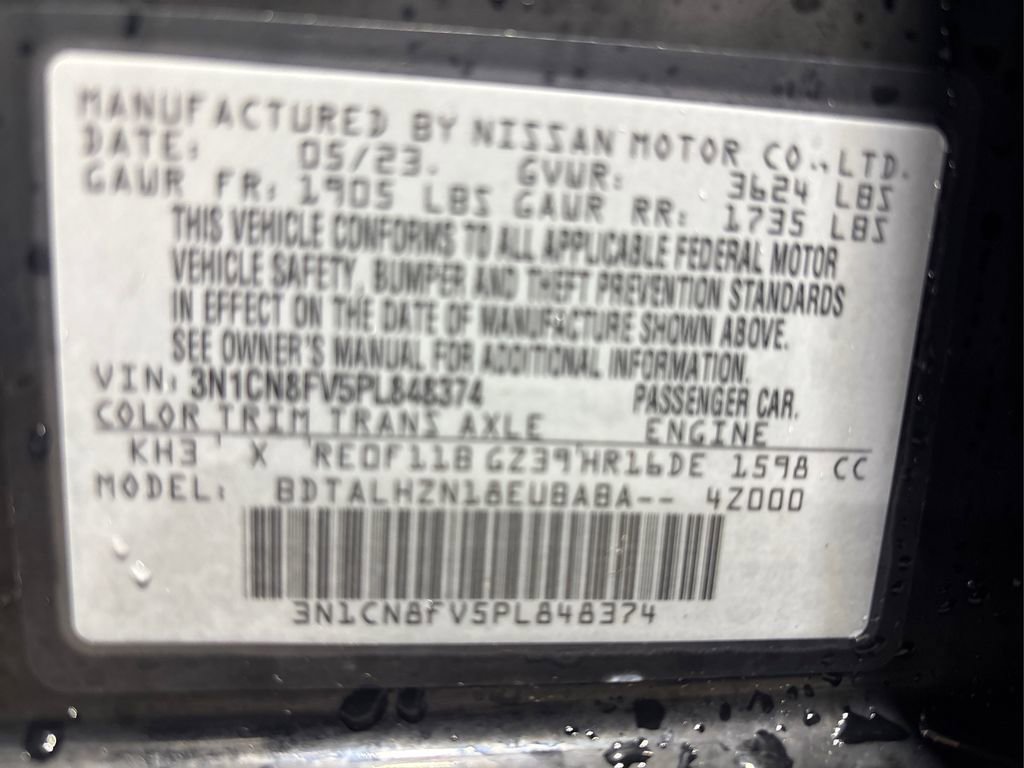 MANUFACTURED BY NISSAN MOTOR CO.,LTD.
DATE: 05/23. GVWR: 3624 LBS
GAWR FR: 1905 LBS GAWR RR: 1735 LBS
THIS VEHICLE CONFORMS TO ALL APPLICABLE FEDERAL MOTOR
VEHICLE SAFETY, BUMPER AND THEFT PREVENTION STANDARDS
IN EFFECT ON THE DATE OF MANUFACTURE SHOWN ABOVE.
SEE OWNER'S MANUAL FOR ADDITIONAL INFORMATION.
VIN: 3N1CN8FV5PL848374 PASSENGER CAR.
COLOR TRIM TRANS AXLE ENGINE
KH3 X RE0F11B GZ39 HR16DE 1598 CC
MODEL: BDTALHZN18EUBABA-- 4Z000
3N1CN8FV5PL848374